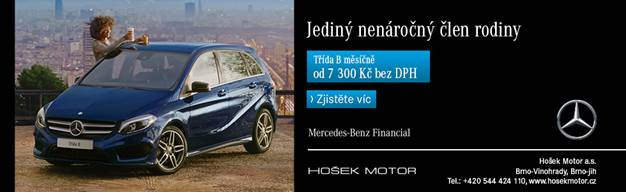 Jediný nenáročný člen rodiny
Třída B měsíčně
od 7 300 Kč bez DPH
› Zjistěte víc
Mercedes-Benz Financial
HOŠEK MOTOR
Hošek Motor a.s.
Brno-Vinohrady, Brno-jih
Tel.: +420 544 424 110, www.hosekmotor.cz
Třída B